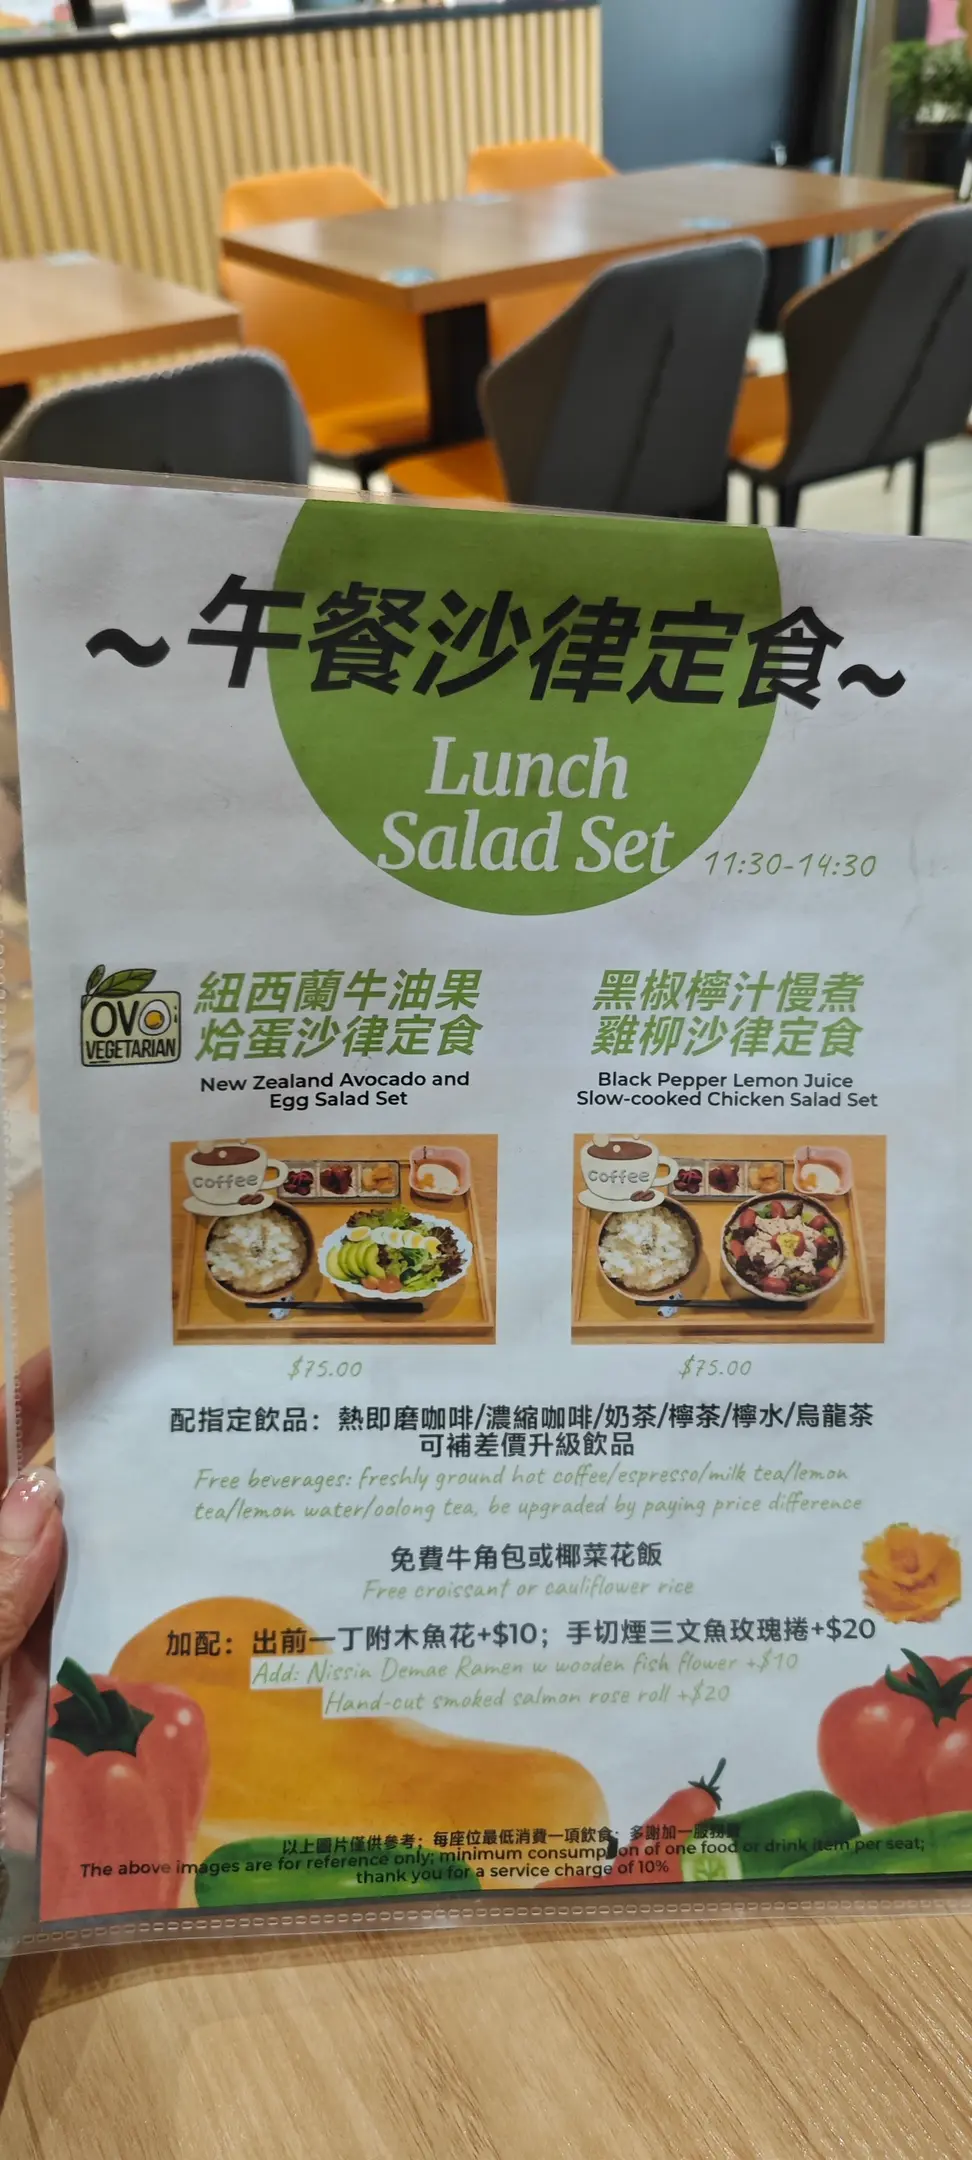 ~午餐沙律定食~
Lunch
Salad Set
11:30-14:30
OVO
VEGETARIAN
紐西蘭牛油果
烚蛋沙律定食
New Zealand Avocado and
Egg Salad Set
黑椒檸汁慢煮
雞柳沙律定食
Black Pepper Lemon Juice
Slow-cooked Chicken Salad Set
coffee
coffee
$75.00
$75.00
配指定飲品：熱即磨咖啡/濃縮咖啡/奶茶/檸茶/檸水/烏龍茶
可補差價升級飲品
Free beverages: freshly ground hot coffee/espresso/milk tea/lemon
tea/lemon water/oolong tea, be upgraded by paying price difference
免費牛角包或椰菜花飯
Free croissant or cauliflower rice
加配：出前一丁附木魚花+$10；手切煙三文魚玫瑰捲+$20
Add: Nissin Demae Ramen w wooden fish flower +$10
Hand-cut smoked salmon rose roll +$20
以上圖片僅供參考；每座位最低消費一項飲食；多謝加一服務
The above images are for reference only; minimum consump on of one food or drink item per seat;
thank you for a service charge of 10%